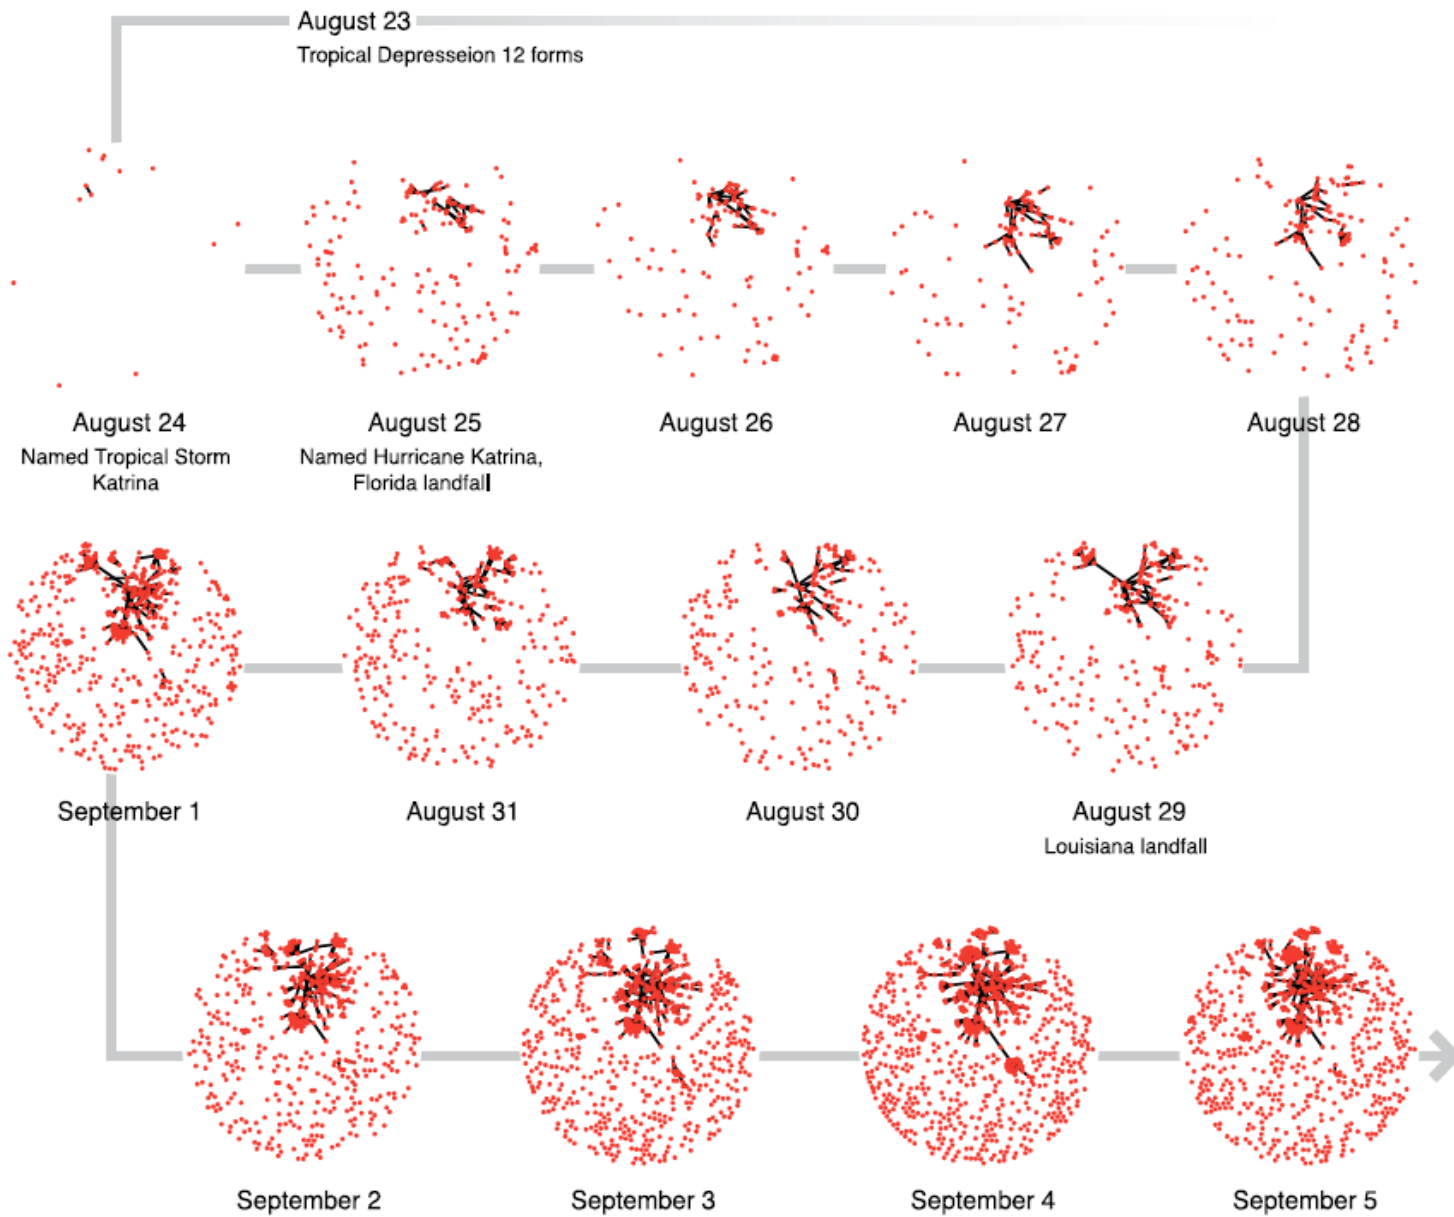 August 23
Tropical Depresseion 12 forms
August 24
Named Tropical Storm
Katrina
August 25
Named Hurricane Katrina,
Florida landfall
August 26
August 27
August 28
September 1
August 31
August 30
August 29
Louisiana landfall
September 2
September 3
September 4
September 5